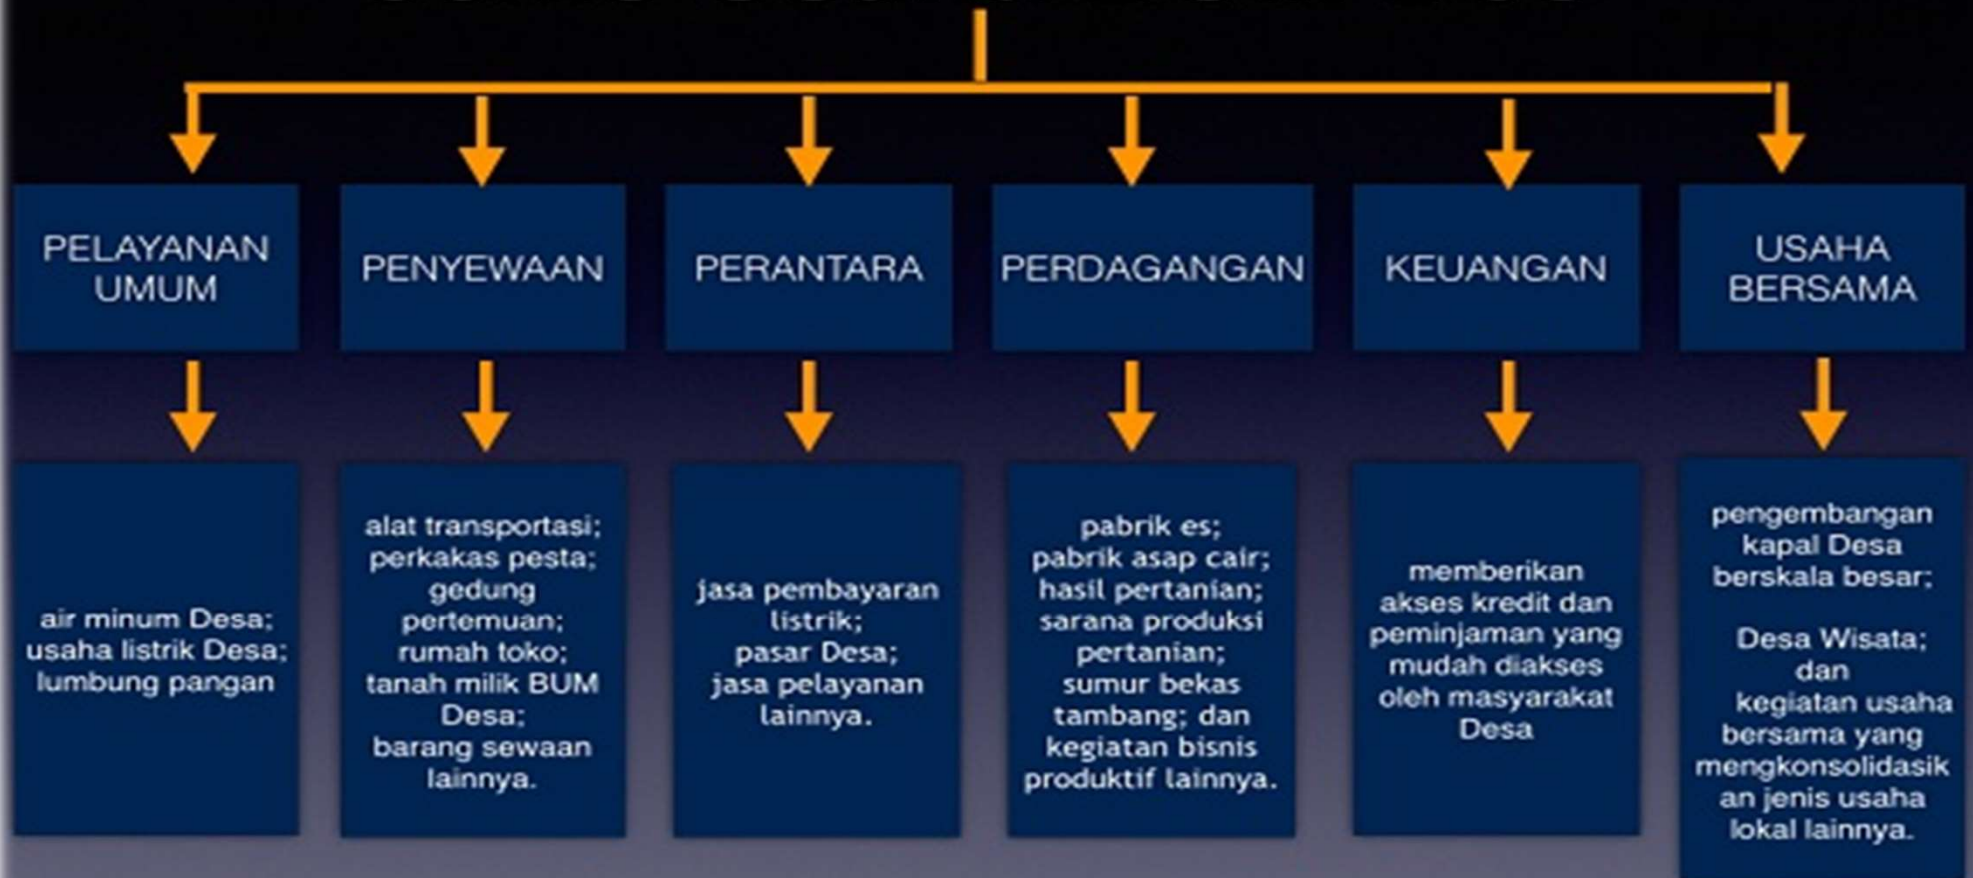 PELAYANAN
UMUM
PENYEWAAN
PERANTARA
PERDAGANGAN
KEUANGAN
USAHA
BERSAMA
air minum Desa;
usaha listrik Desa;
lumbung pangan
alat transportasi;
perkakas pesta;
gedung
pertemuan;
rumah toko;
tanah milik BUM
Desa;
barang sewaan
lainnya.
jasa pembayaran
listrik;
pasar Desa;
jasa pelayanan
lainnya.
pabrik es;
pabrik asap cair;
hasil pertanian;
sarana produksi
pertanian;
sumur bekas
tambang; dan
kegiatan bisnis
produktif lainnya.
memberikan
akses kredit dan
peminjaman yang
mudah diakses
oleh masyarakat
Desa
pengembangan
kapal Desa
berskala besar;
Desa Wisata;
dan
kegiatan usaha
bersama yang
mengkonsolidasik
an jenis usaha
lokal lainnya.